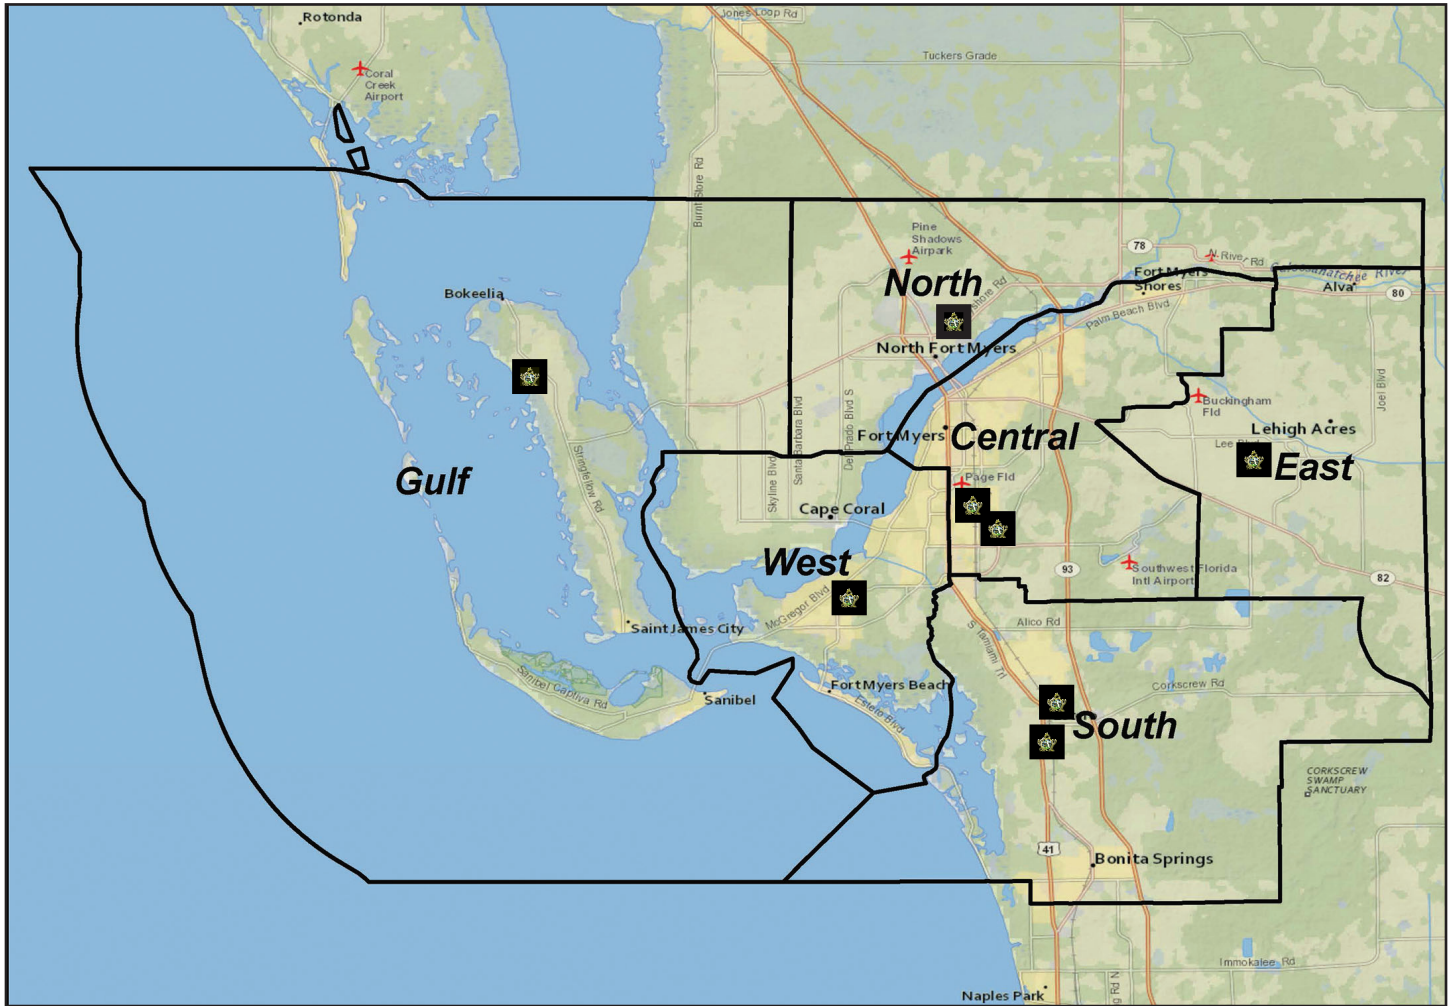 Rotonda
Jones Loop Rd
Coral
Creek
Airport
Tuckers Grade
Burnt Store Rd
Pine
Shadows
Airpark
78
N River Rd
Caloosahatchee River
North
Fort Myers
Shores
Alva
80
Bokeelia
shore Rd
Palm Beach Blvd
North Fort Myers
Joel Blvd
Buckingham
Fld
Santa Barbara Blvd
Del Prado Blvd S
Fort Myers
Central
Lehigh Acres
Lee Blvd
East
Gulf
Stringfellow Rd
Skyline Blvd
Page Fld
Cape Coral
West
93
Southwest Florida
Intl Airport
82
McGregor Blvd
Saint James City
S Tamiami Trl
Alico Rd
Sanibel Captiva Rd
Sanibel
Fort Myers Beach
Estero Blvd
Corkscrew Rd
South
CORKSCREW
SWAMP
SANCTUARY
41
Bonita Springs
Immokalee Rd
Naples Park
g Rd N